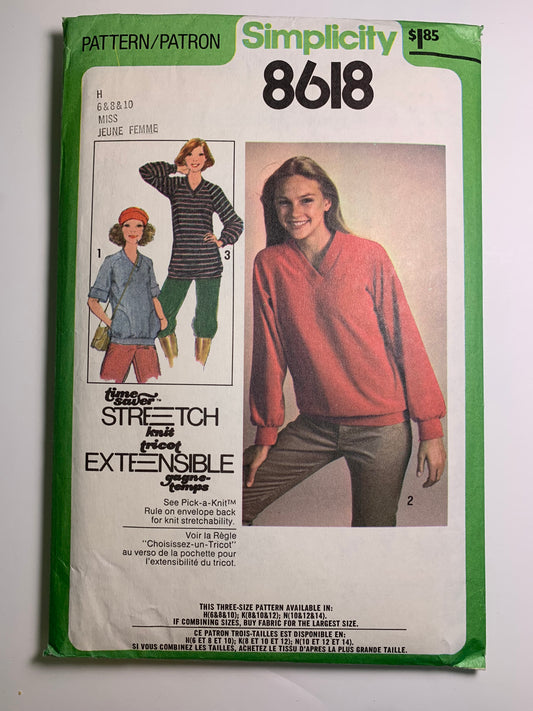 PATTERN/PATRON
Simplicity
$1.85
8618
H
6&8&10
MISS
JEUNE FEMME
1
3
2
time saver™
STRETCH
knit
tricot
EXTENSIBLE
gagne-temps
See Pick-a-Knit™
Rule on envelope back
for knit stretchability.
Voir la Règle
"Choisissez-un-Tricot"
au verso de la pochette pour
l'extensibilité du tricot.
THIS THREE-SIZE PATTERN AVAILABLE IN:
H(6&8&10); K(8&10&12); N(10&12&14).
IF COMBINING SIZES, BUY FABRIC FOR THE LARGEST SIZE.
CE PATRON TROIS-TAILLES EST DISPONIBLE EN:
H(6 ET 8 ET 10); K(8 ET 10 ET 12); N(10 ET 12 ET 14).
SI VOUS COMBINEZ LES TAILLES, ACHETEZ LE TISSU D'APRES LA PLUS GRANDE TAILLE.